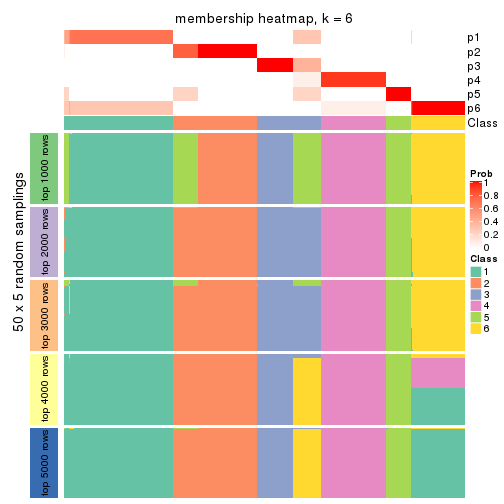 membership heatmap, k = 6
p1
p2
p3
p4
p5
p6
Class
50 x 5 random samplings
top 1000 rows
top 2000 rows
top 3000 rows
top 4000 rows
top 5000 rows
Prob
1
0.8
0.6
0.4
0.2
0
Class
1
2
3
4
5
6